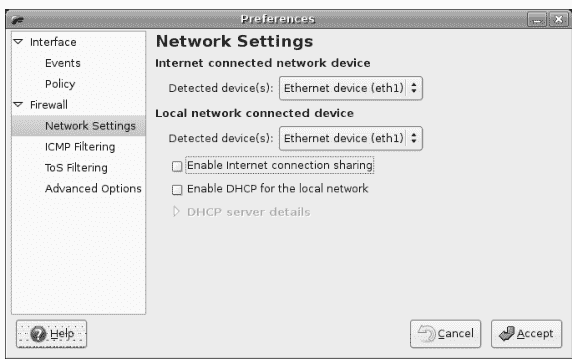 Preferences
Interface
Events
Policy
Firewall
Network Settings
ICMP Filtering
ToS Filtering
Advanced Options
Network Settings
Internet connected network device
Detected device(s): Ethernet device (eth1)
Local network connected device
Detected device(s): Ethernet device (eth1)
Enable Internet connection sharing
Enable DHCP for the local network
DHCP server details
Help
Cancel
Accept